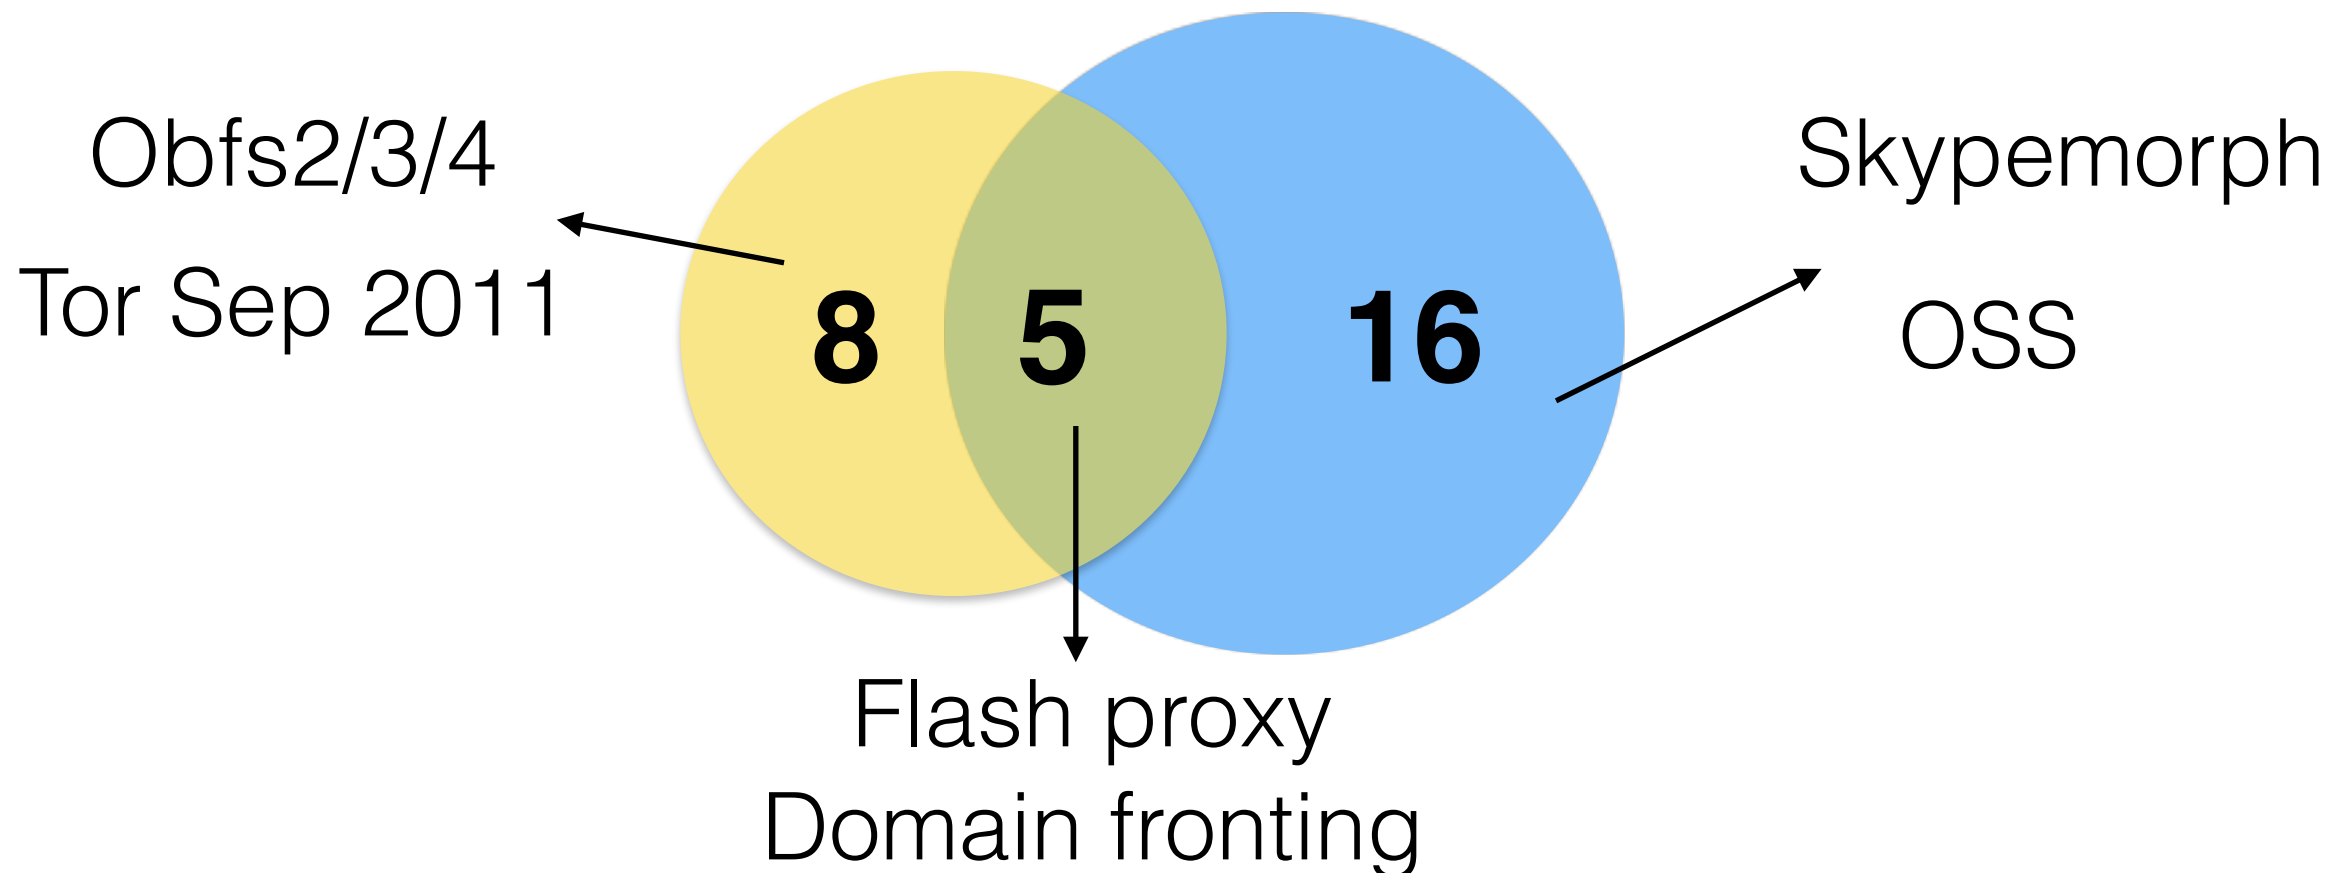 Obfs2/3/4
Tor Sep 2011
8
5
16
Skypemorph
OSS
Flash proxy
Domain fronting